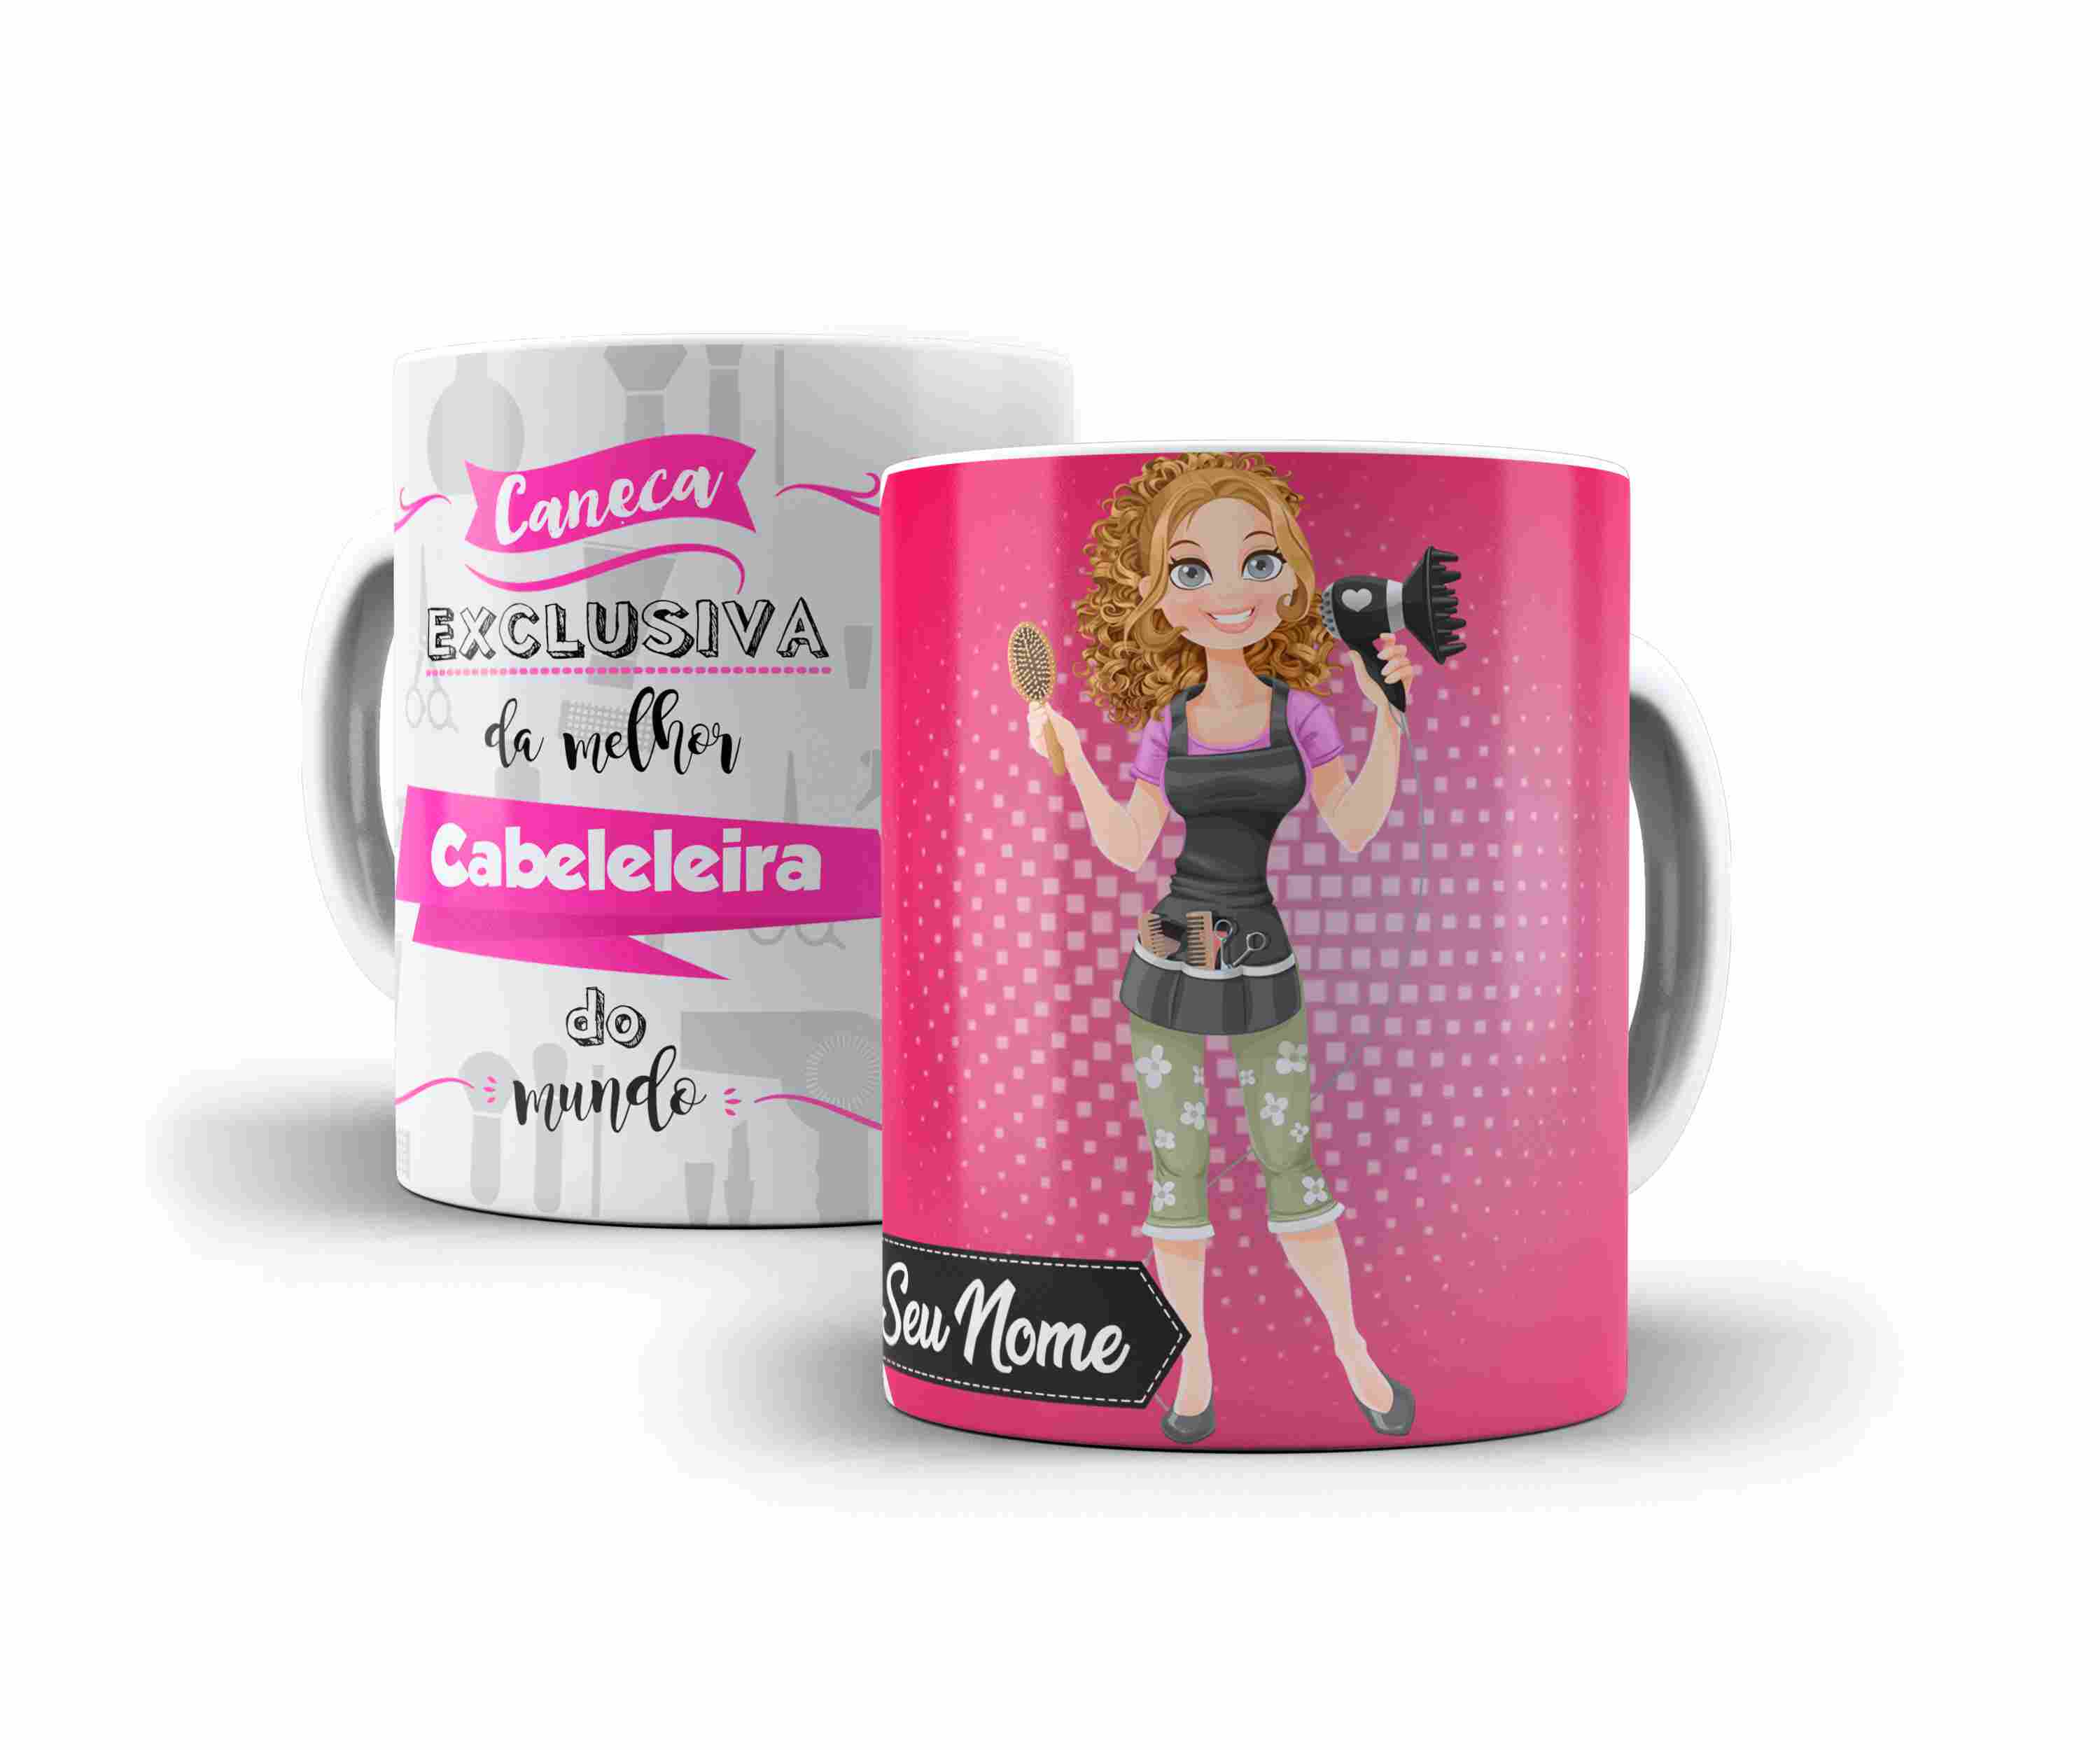 Caneca
EXCLUSIVA
da melhor
Cabeleleira
do
mundo
Seu Nome